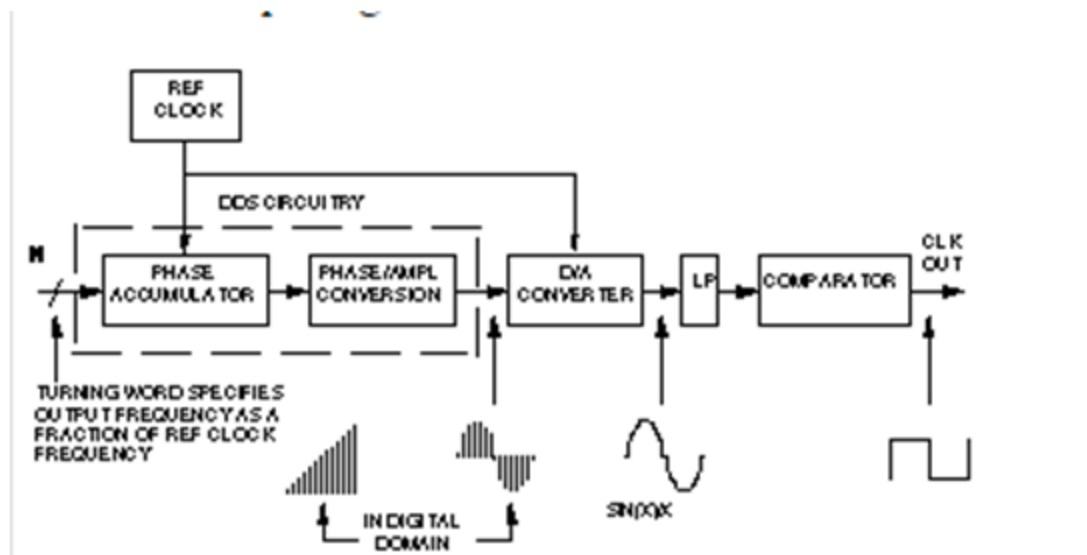 REF
CLOCK
DDS CIRCUITRY
M
PHASE
ACCUMULATOR
PHASE/AMPL
CONVERSION
D/A
CONVERTER
LP
COMPARATOR
CLK
OUT
TURNING WORD SPECIFIES
OUTPUT FREQUENCY AS A
FRACTION OF REF CLOCK
FREQUENCY
IN DIGITAL
DOMAIN
SIN(X)/X